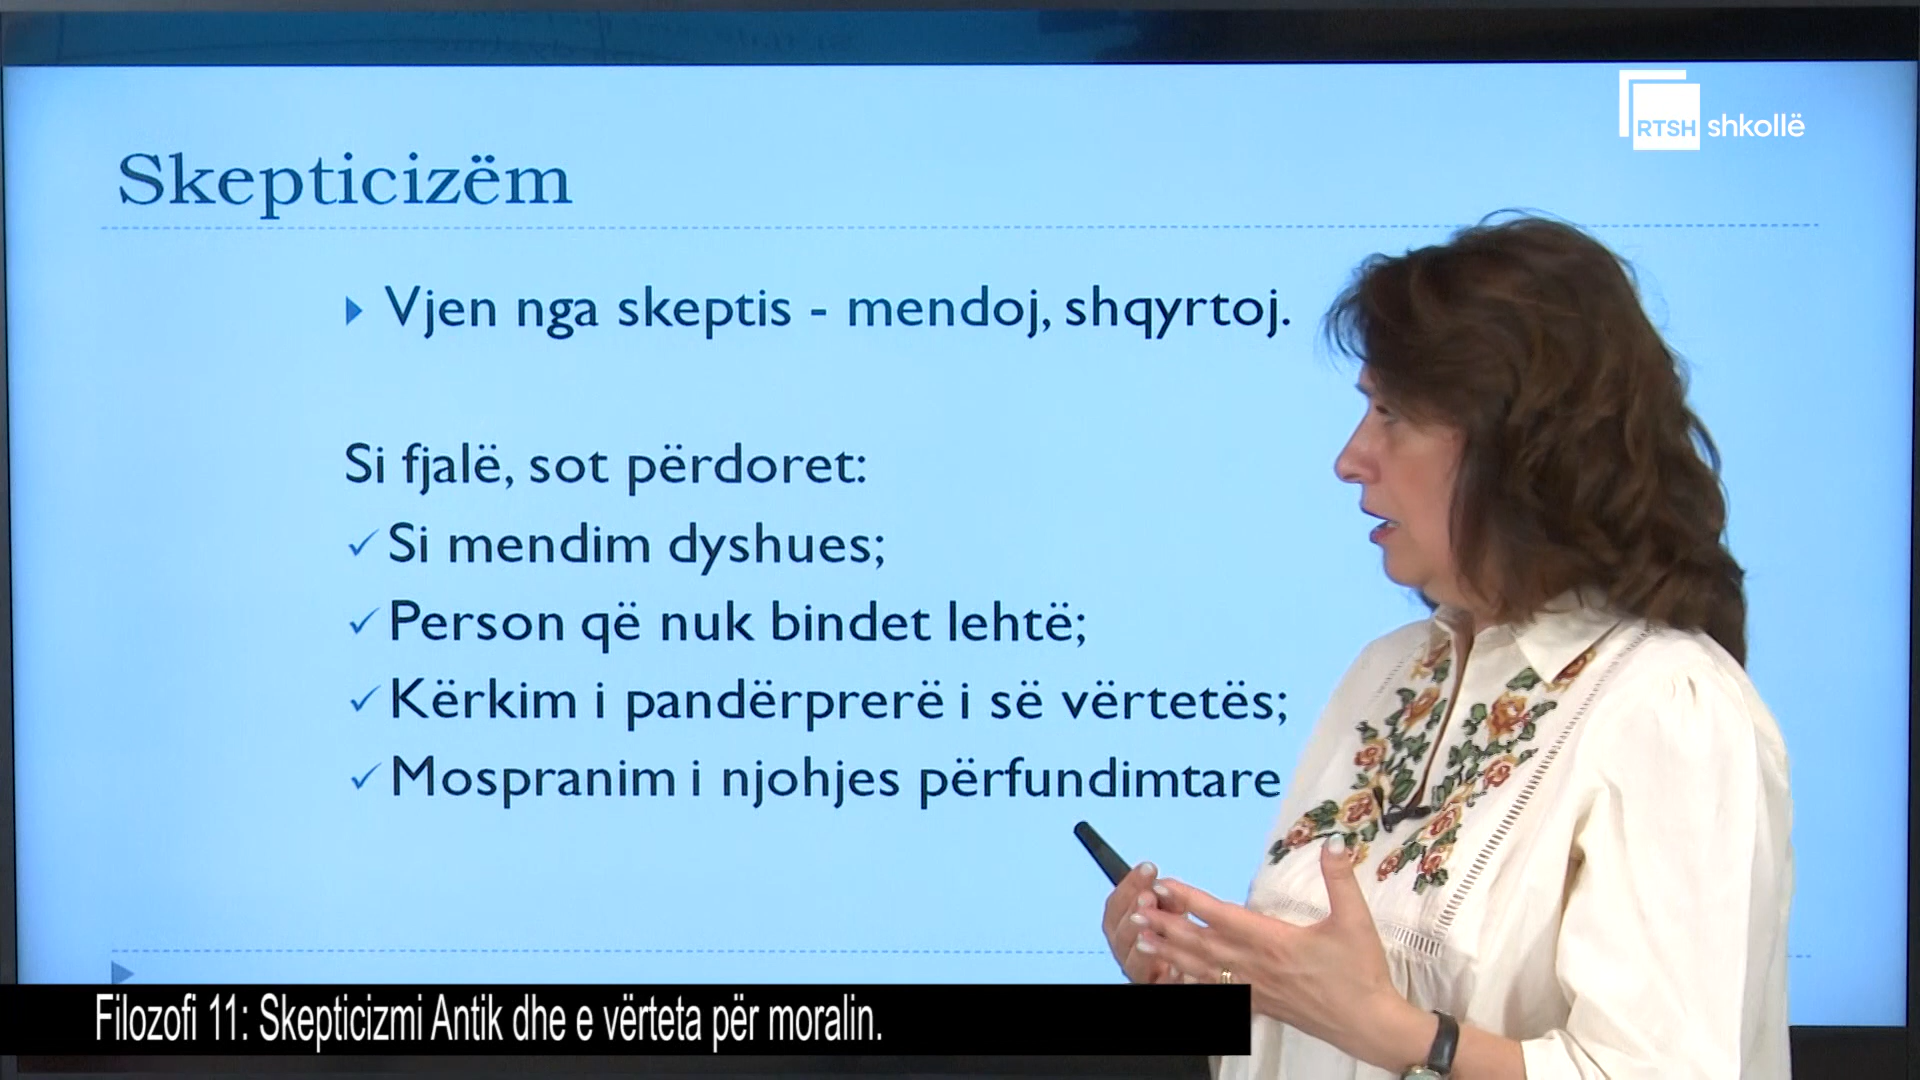 RTSH shkollë
Skepticizëm
Vjen nga skeptis - mendoj, shqyrtoj.
Si fjalë, sot përdoret:
Si mendim dyshues;
Person që nuk bindet lehtë;
Kërkim i pandërprerë i së vërtetës;
Mospranim i njohjes përfundimtare
Filozofi 11: Skepticizmi Antik dhe e vërteta për moralin.